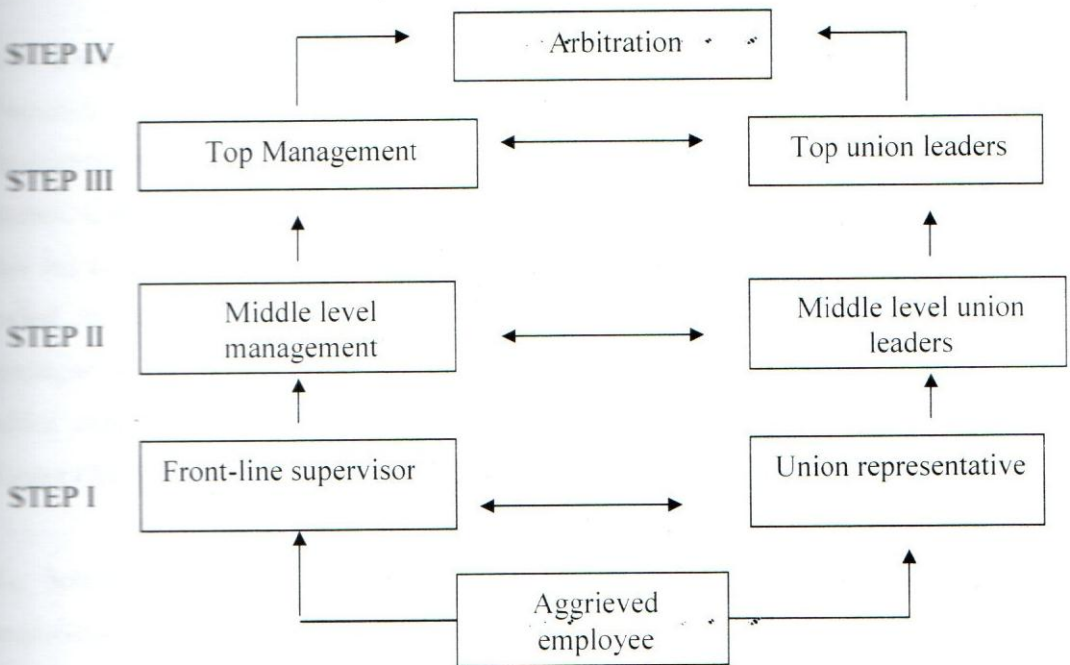 STEP IV
Arbitration
Top Management
Top union leaders
STEP III
Middle level
management
Middle level union
leaders
STEP II
Front-line supervisor
Union representative
STEP I
Aggrieved
employee